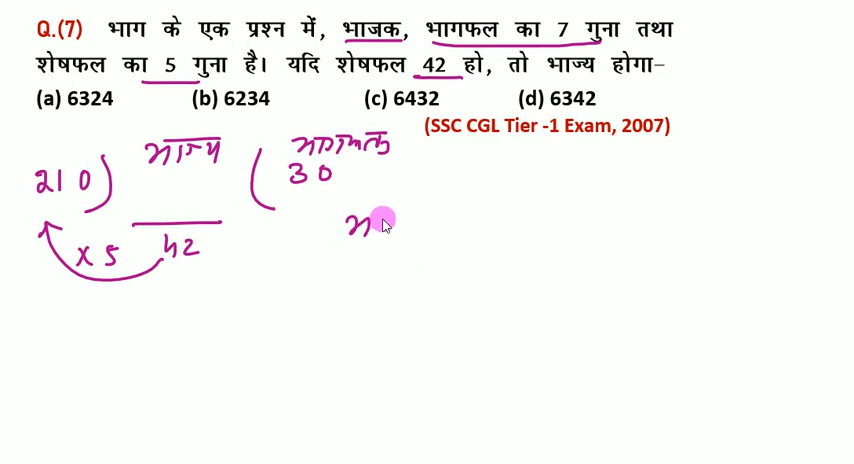 Q.(7) भाग के एक प्रश्न में, भाजक, भागफल का 7 गुना तथा
शेषफल का 5 गुना है। यदि शेषफल 42 हो, तो भाज्य होगा–
(a) 6324 (b) 6234 (c) 6432 (d) 6342
(SSC CGL Tier -1 Exam, 2007)
भाज्य भागफल
210) ( 30
x 5 42